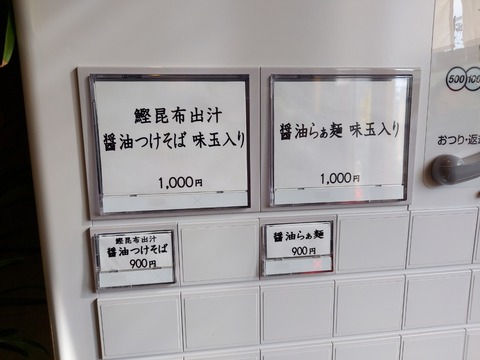 鰹昆布出汁
醤油つけそば 味玉入り
1,000円
醤油らぁ麺 味玉入り
1,000円
鰹昆布出汁
醤油つけそば
900円
醤油らぁ麺
900円
500 100
おつり・返